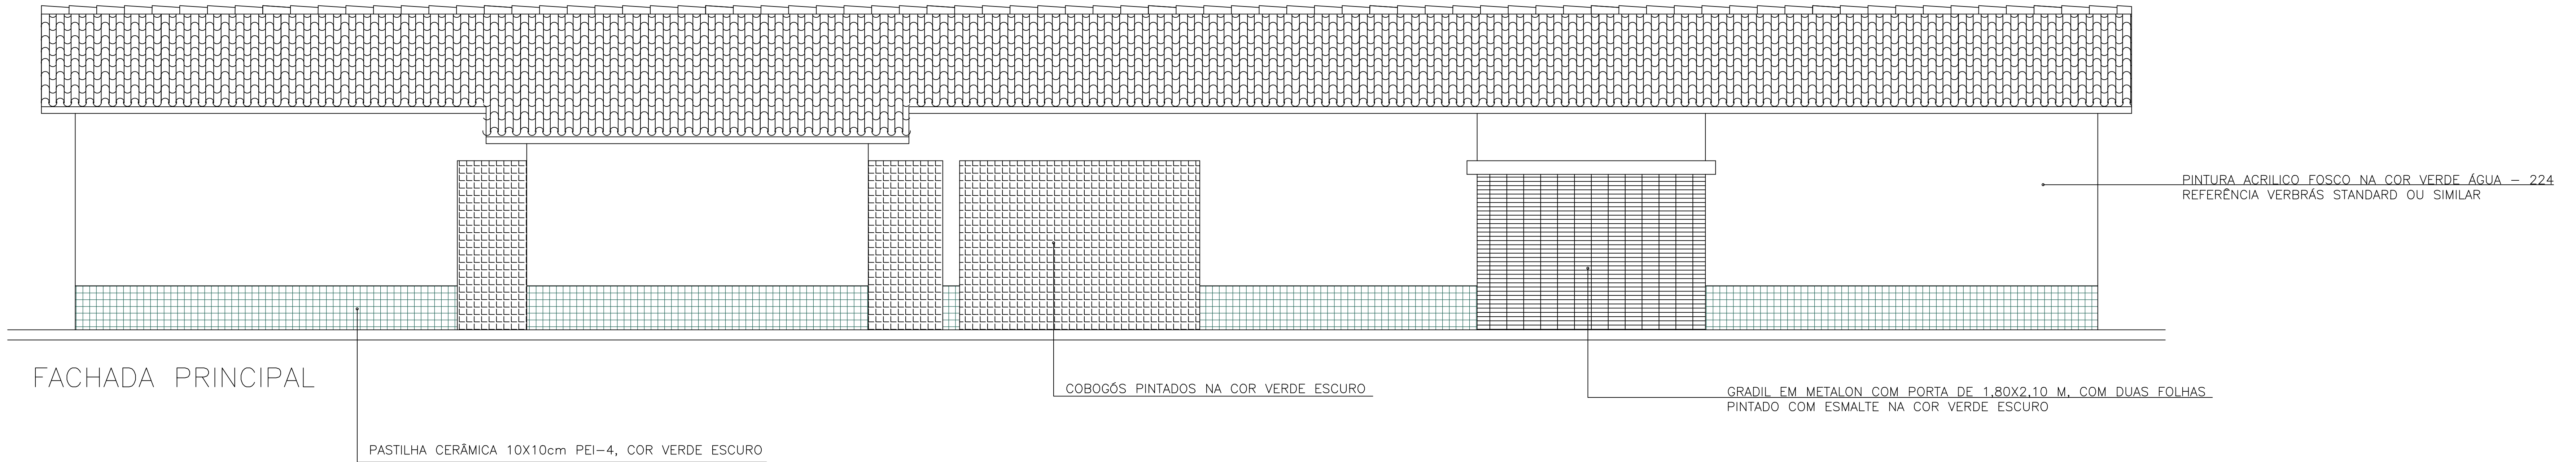 PINTURA ACRILICO FOSCO NA COR VERDE ÁGUA – 224
REFERÊNCIA VERBRÁS STANDARD OU SIMILAR
FACHADA PRINCIPAL
COBOGÓS PINTADOS NA COR VERDE ESCURO
GRADIL EM METALON COM PORTA DE 1,80X2,10 M, COM DUAS FOLHAS
PINTADO COM ESMALTE NA COR VERDE ESCURO
PASTILHA CERÂMICA 10X10cm PEI–4, COR VERDE ESCURO